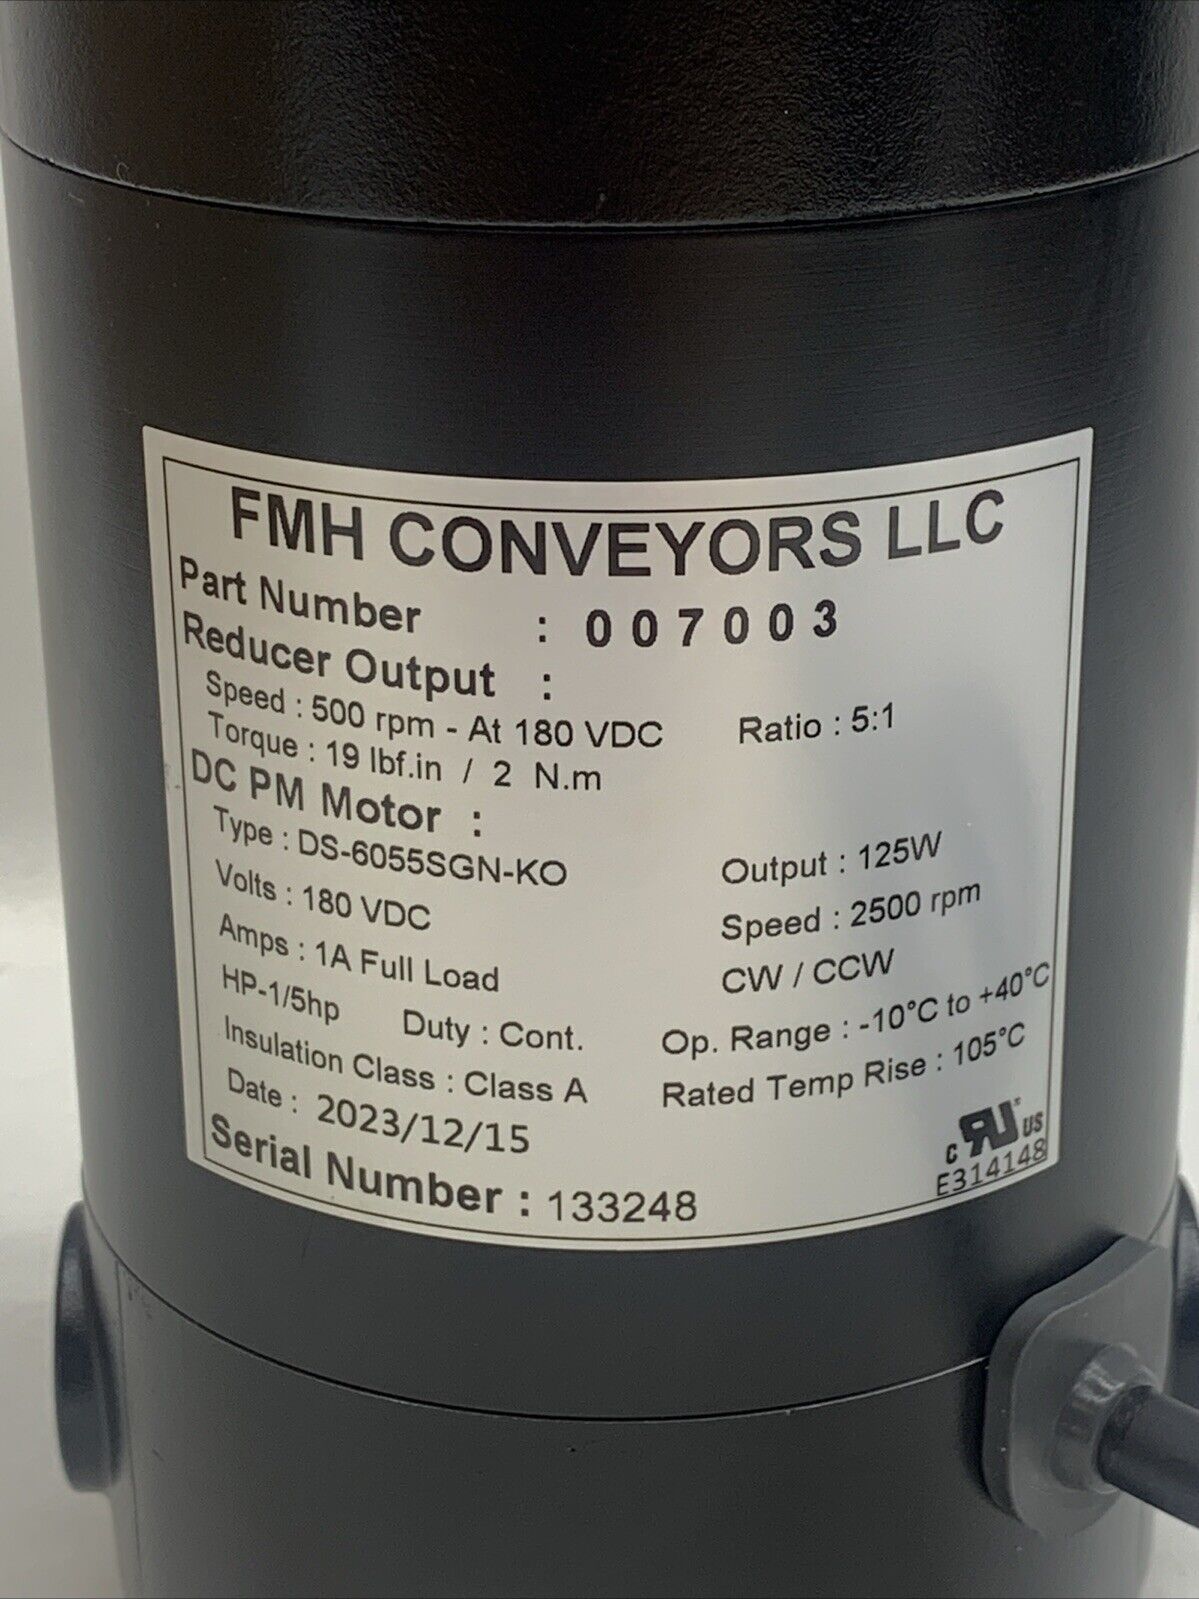 FMH CONVEYORS LLC
Part Number : 007003
Reducer Output :
Speed : 500 rpm - At 180 VDC Ratio : 5:1
Torque : 19 lbf.in / 2 N.m
DC PM Motor :
Type : DS-6055SGN-KO Output : 125W
Volts : 180 VDC Speed : 2500 rpm
Amps : 1A Full Load CW / CCW
HP-1/5hp Duty : Cont. Op. Range : -10°C to +40°C
Insulation Class : Class A Rated Temp Rise : 105°C
Date : 2023/12/15
c RU ® US
Serial Number : 133248 E314148